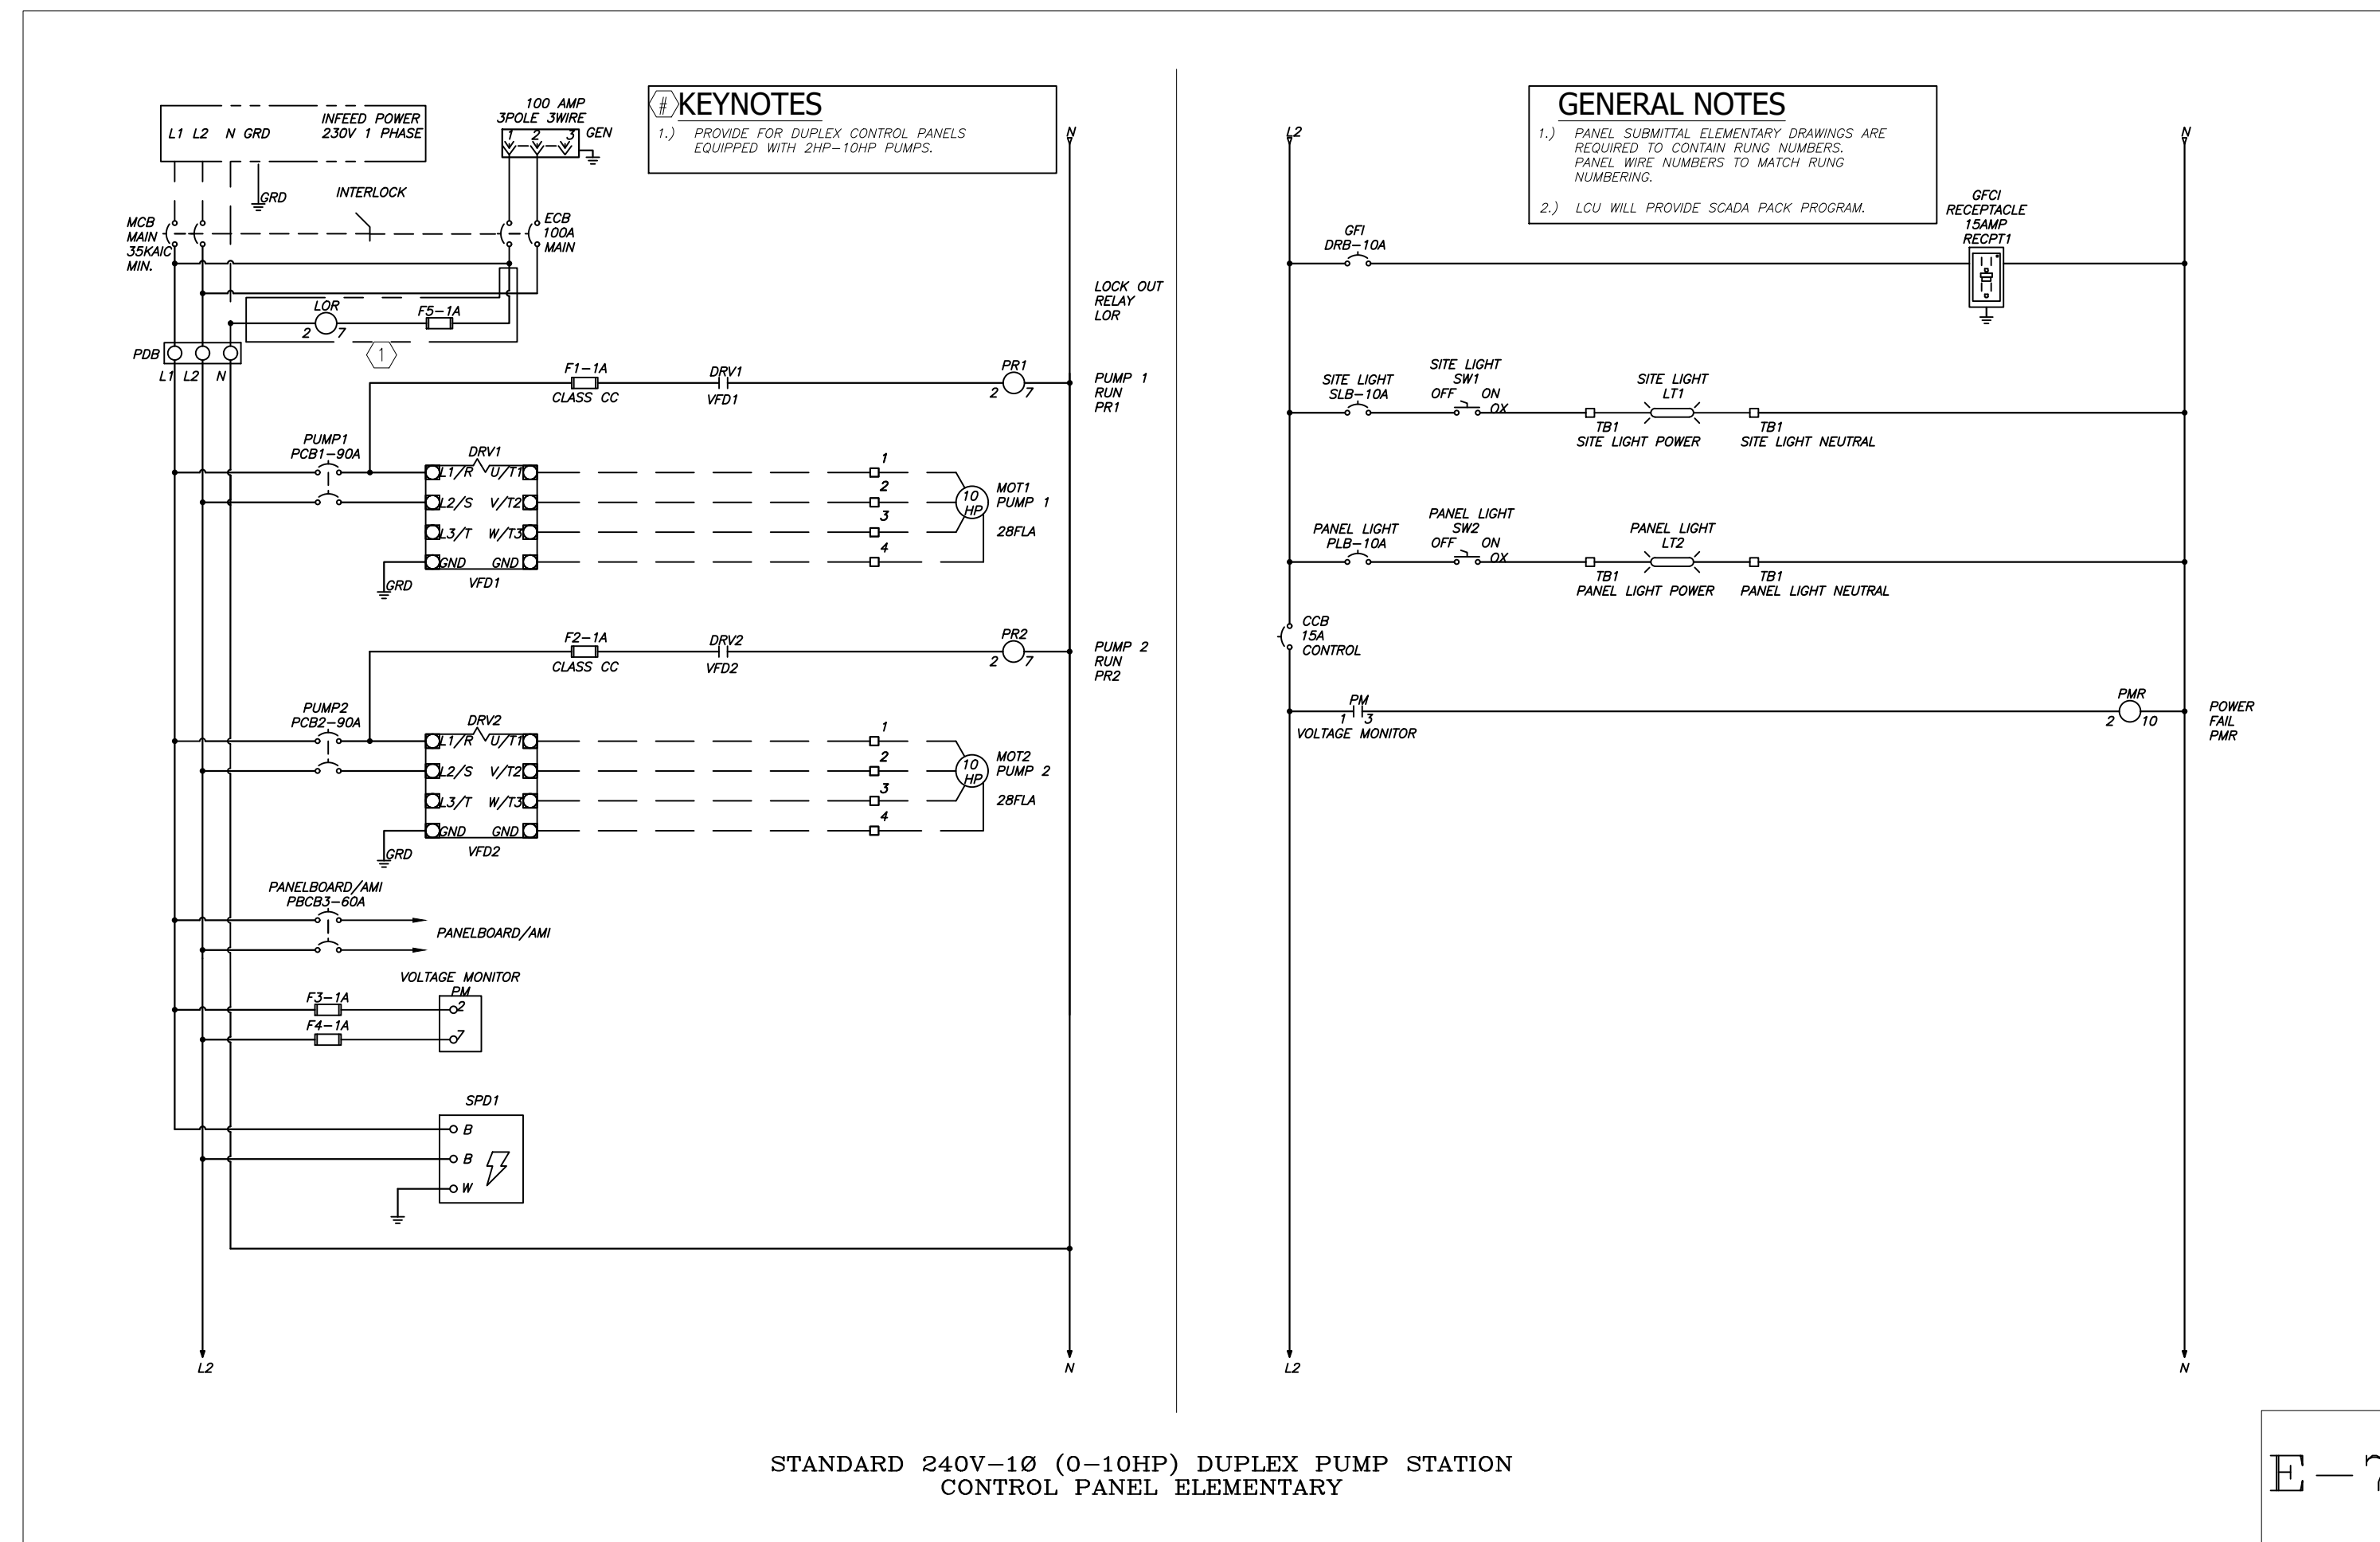 L1 L2 N GRD
INFEED POWER
230V 1 PHASE
100 AMP
3POLE 3WIRE
1 2 3
GEN
GRD
INTERLOCK
MCB
MAIN
35KAIC
MIN.
ECB
100A
MAIN
LOR
2 7
F5-1A
1
PDB
L1 L2 N
# KEYNOTES
1.) PROVIDE FOR DUPLEX CONTROL PANELS
EQUIPPED WITH 2HP-10HP PUMPS.
N
LOCK OUT
RELAY
LOR
F1-1A
CLASS CC
DRV1
VFD1
PR1
2 7
PUMP 1
RUN
PR1
PUMP1
PCB1-90A
DRV1
L1/R U/T1
L2/S V/T2
L3/T W/T3
GND GND
GRD
VFD1
1
2
3
4
10
HP
MOT1
PUMP 1
28FLA
F2-1A
CLASS CC
DRV2
VFD2
PR2
2 7
PUMP 2
RUN
PR2
PUMP2
PCB2-90A
DRV2
L1/R U/T1
L2/S V/T2
L3/T W/T3
GND GND
GRD
VFD2
1
2
3
4
10
HP
MOT2
PUMP 2
28FLA
PANELBOARD/AMI
PBCB3-60A
PANELBOARD/AMI
VOLTAGE MONITOR
PM
F3-1A
2
F4-1A
7
SPD1
B
B
W
L2
N
L2
GENERAL NOTES
1.) PANEL SUBMITTAL ELEMENTARY DRAWINGS ARE
REQUIRED TO CONTAIN RUNG NUMBERS.
PANEL WIRE NUMBERS TO MATCH RUNG
NUMBERING.
2.) LCU WILL PROVIDE SCADA PACK PROGRAM.
N
GFI
DRB-10A
GFCI
RECEPTACLE
15AMP
RECPT1
SITE LIGHT
SLB-10A
SITE LIGHT
SW1
OFF ON
OX
SITE LIGHT
LT1
TB1
SITE LIGHT POWER
TB1
SITE LIGHT NEUTRAL
PANEL LIGHT
PLB-10A
PANEL LIGHT
SW2
OFF ON
OX
PANEL LIGHT
LT2
TB1
PANEL LIGHT POWER
TB1
PANEL LIGHT NEUTRAL
CCB
15A
CONTROL
PM
1 3
VOLTAGE MONITOR
PMR
2 10
POWER
FAIL
PMR
L2
N
STANDARD 240V-1Ø (0-10HP) DUPLEX PUMP STATION
CONTROL PANEL ELEMENTARY
E-7